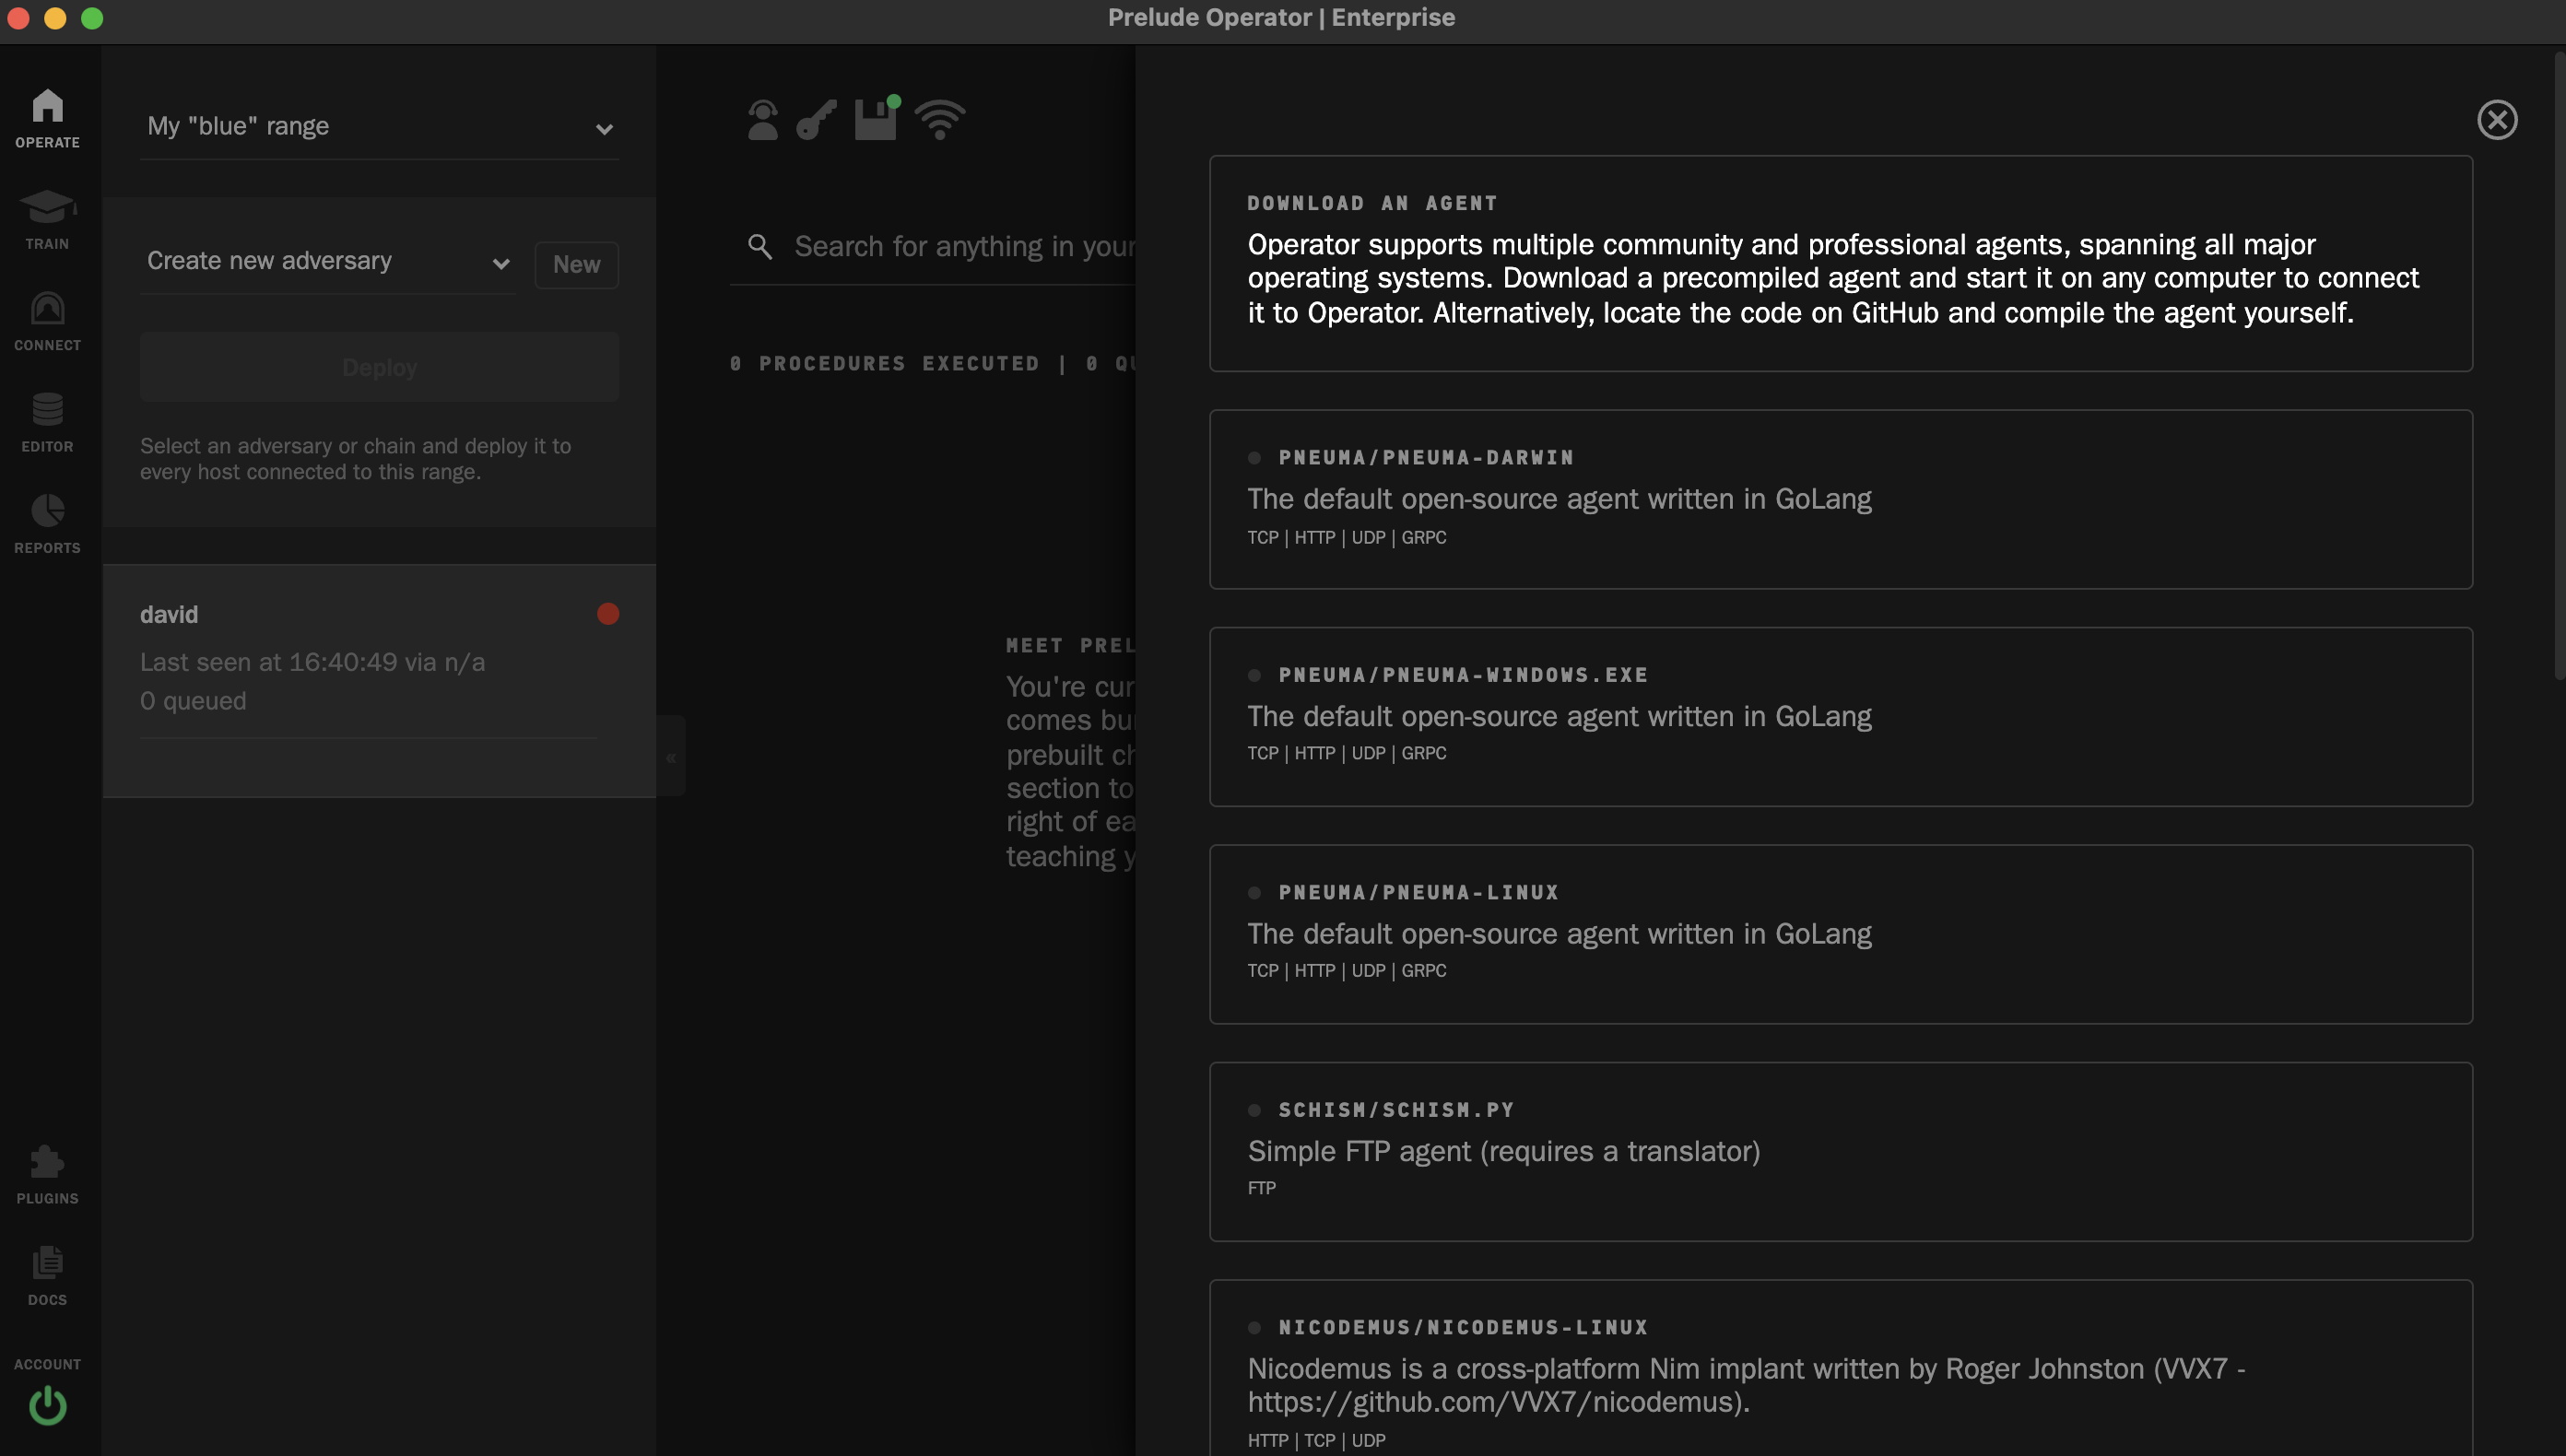 Prelude Operator | Enterprise
OPERATE
TRAIN
CONNECT
EDITOR
REPORTS
PLUGINS
DOCS
ACCOUNT
My "blue" range
Create new adversary
New
Deploy
Select an adversary or chain and deploy it to
every host connected to this range.
david
Last seen at 16:40:49 via n/a
0 queued
«
Search for anything in your
0 PROCEDURES EXECUTED | 0 QU
MEET PREL
You're cur
comes bu
prebuilt ch
section to
right of ea
teaching y
DOWNLOAD AN AGENT
Operator supports multiple community and professional agents, spanning all major
operating systems. Download a precompiled agent and start it on any computer to connect
it to Operator. Alternatively, locate the code on GitHub and compile the agent yourself.
PNEUMA/PNEUMA-DARWIN
The default open-source agent written in GoLang
TCP | HTTP | UDP | GRPC
PNEUMA/PNEUMA-WINDOWS.EXE
The default open-source agent written in GoLang
TCP | HTTP | UDP | GRPC
PNEUMA/PNEUMA-LINUX
The default open-source agent written in GoLang
TCP | HTTP | UDP | GRPC
SCHISM/SCHISM.PY
Simple FTP agent (requires a translator)
FTP
NICODEMUS/NICODEMUS-LINUX
Nicodemus is a cross-platform Nim implant written by Roger Johnston (VVX7 -
https://github.com/VVX7/nicodemus).
HTTP | TCP | UDP